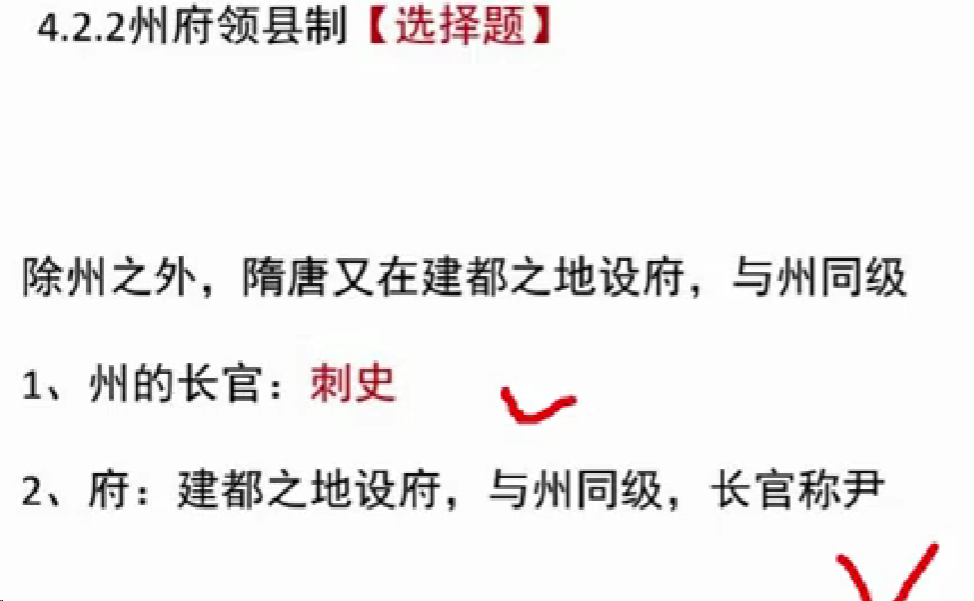 4.2.2州府领县制【选择题】
除州之外，隋唐又在建都之地设府，与州同级
1、州的长官：刺史
2、府：建都之地设府，与州同级，长官称尹